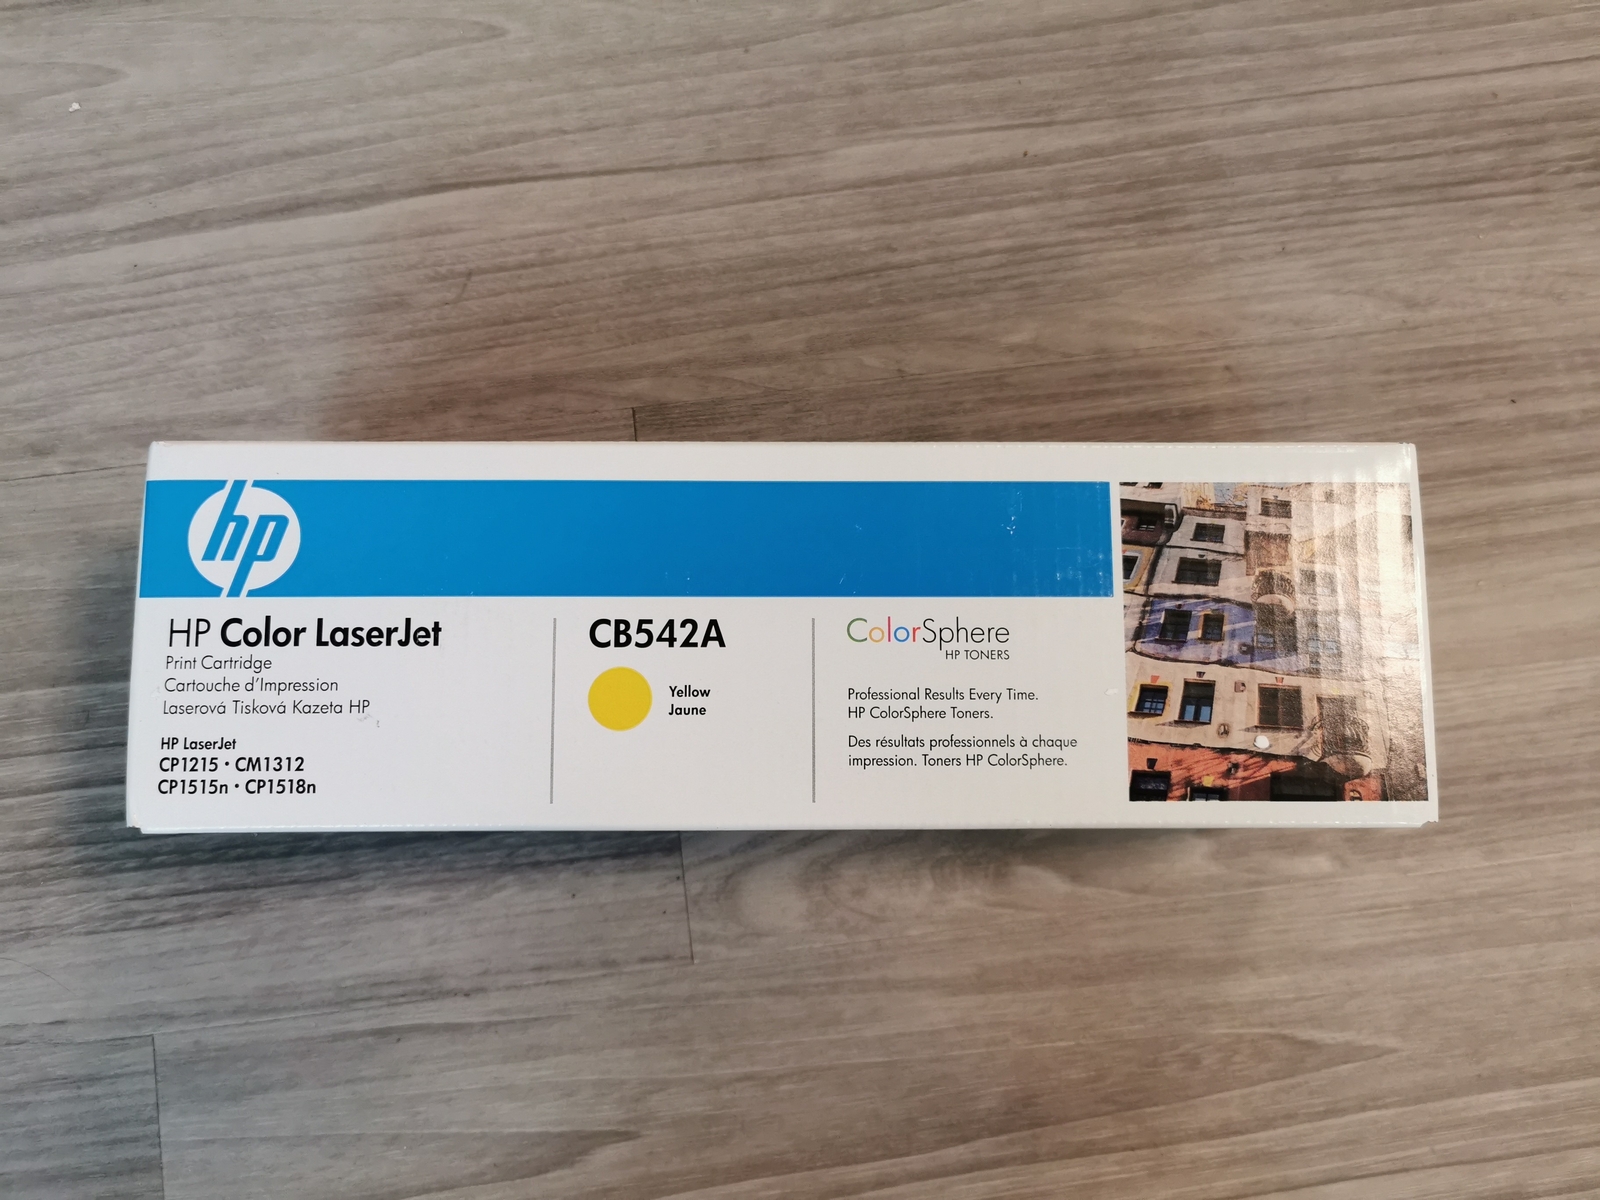 hp
HP Color LaserJet
Print Cartridge
Cartouche d'Impression
Laserová Tisková Kazeta HP
HP LaserJet
CP1215 • CM1312
CP1515n • CP1518n
CB542A
Yellow
Jaune
ColorSphere
HP TONERS
Professional Results Every Time.
HP ColorSphere Toners.
Des résultats professionnels à chaque
impression. Toners HP ColorSphere.